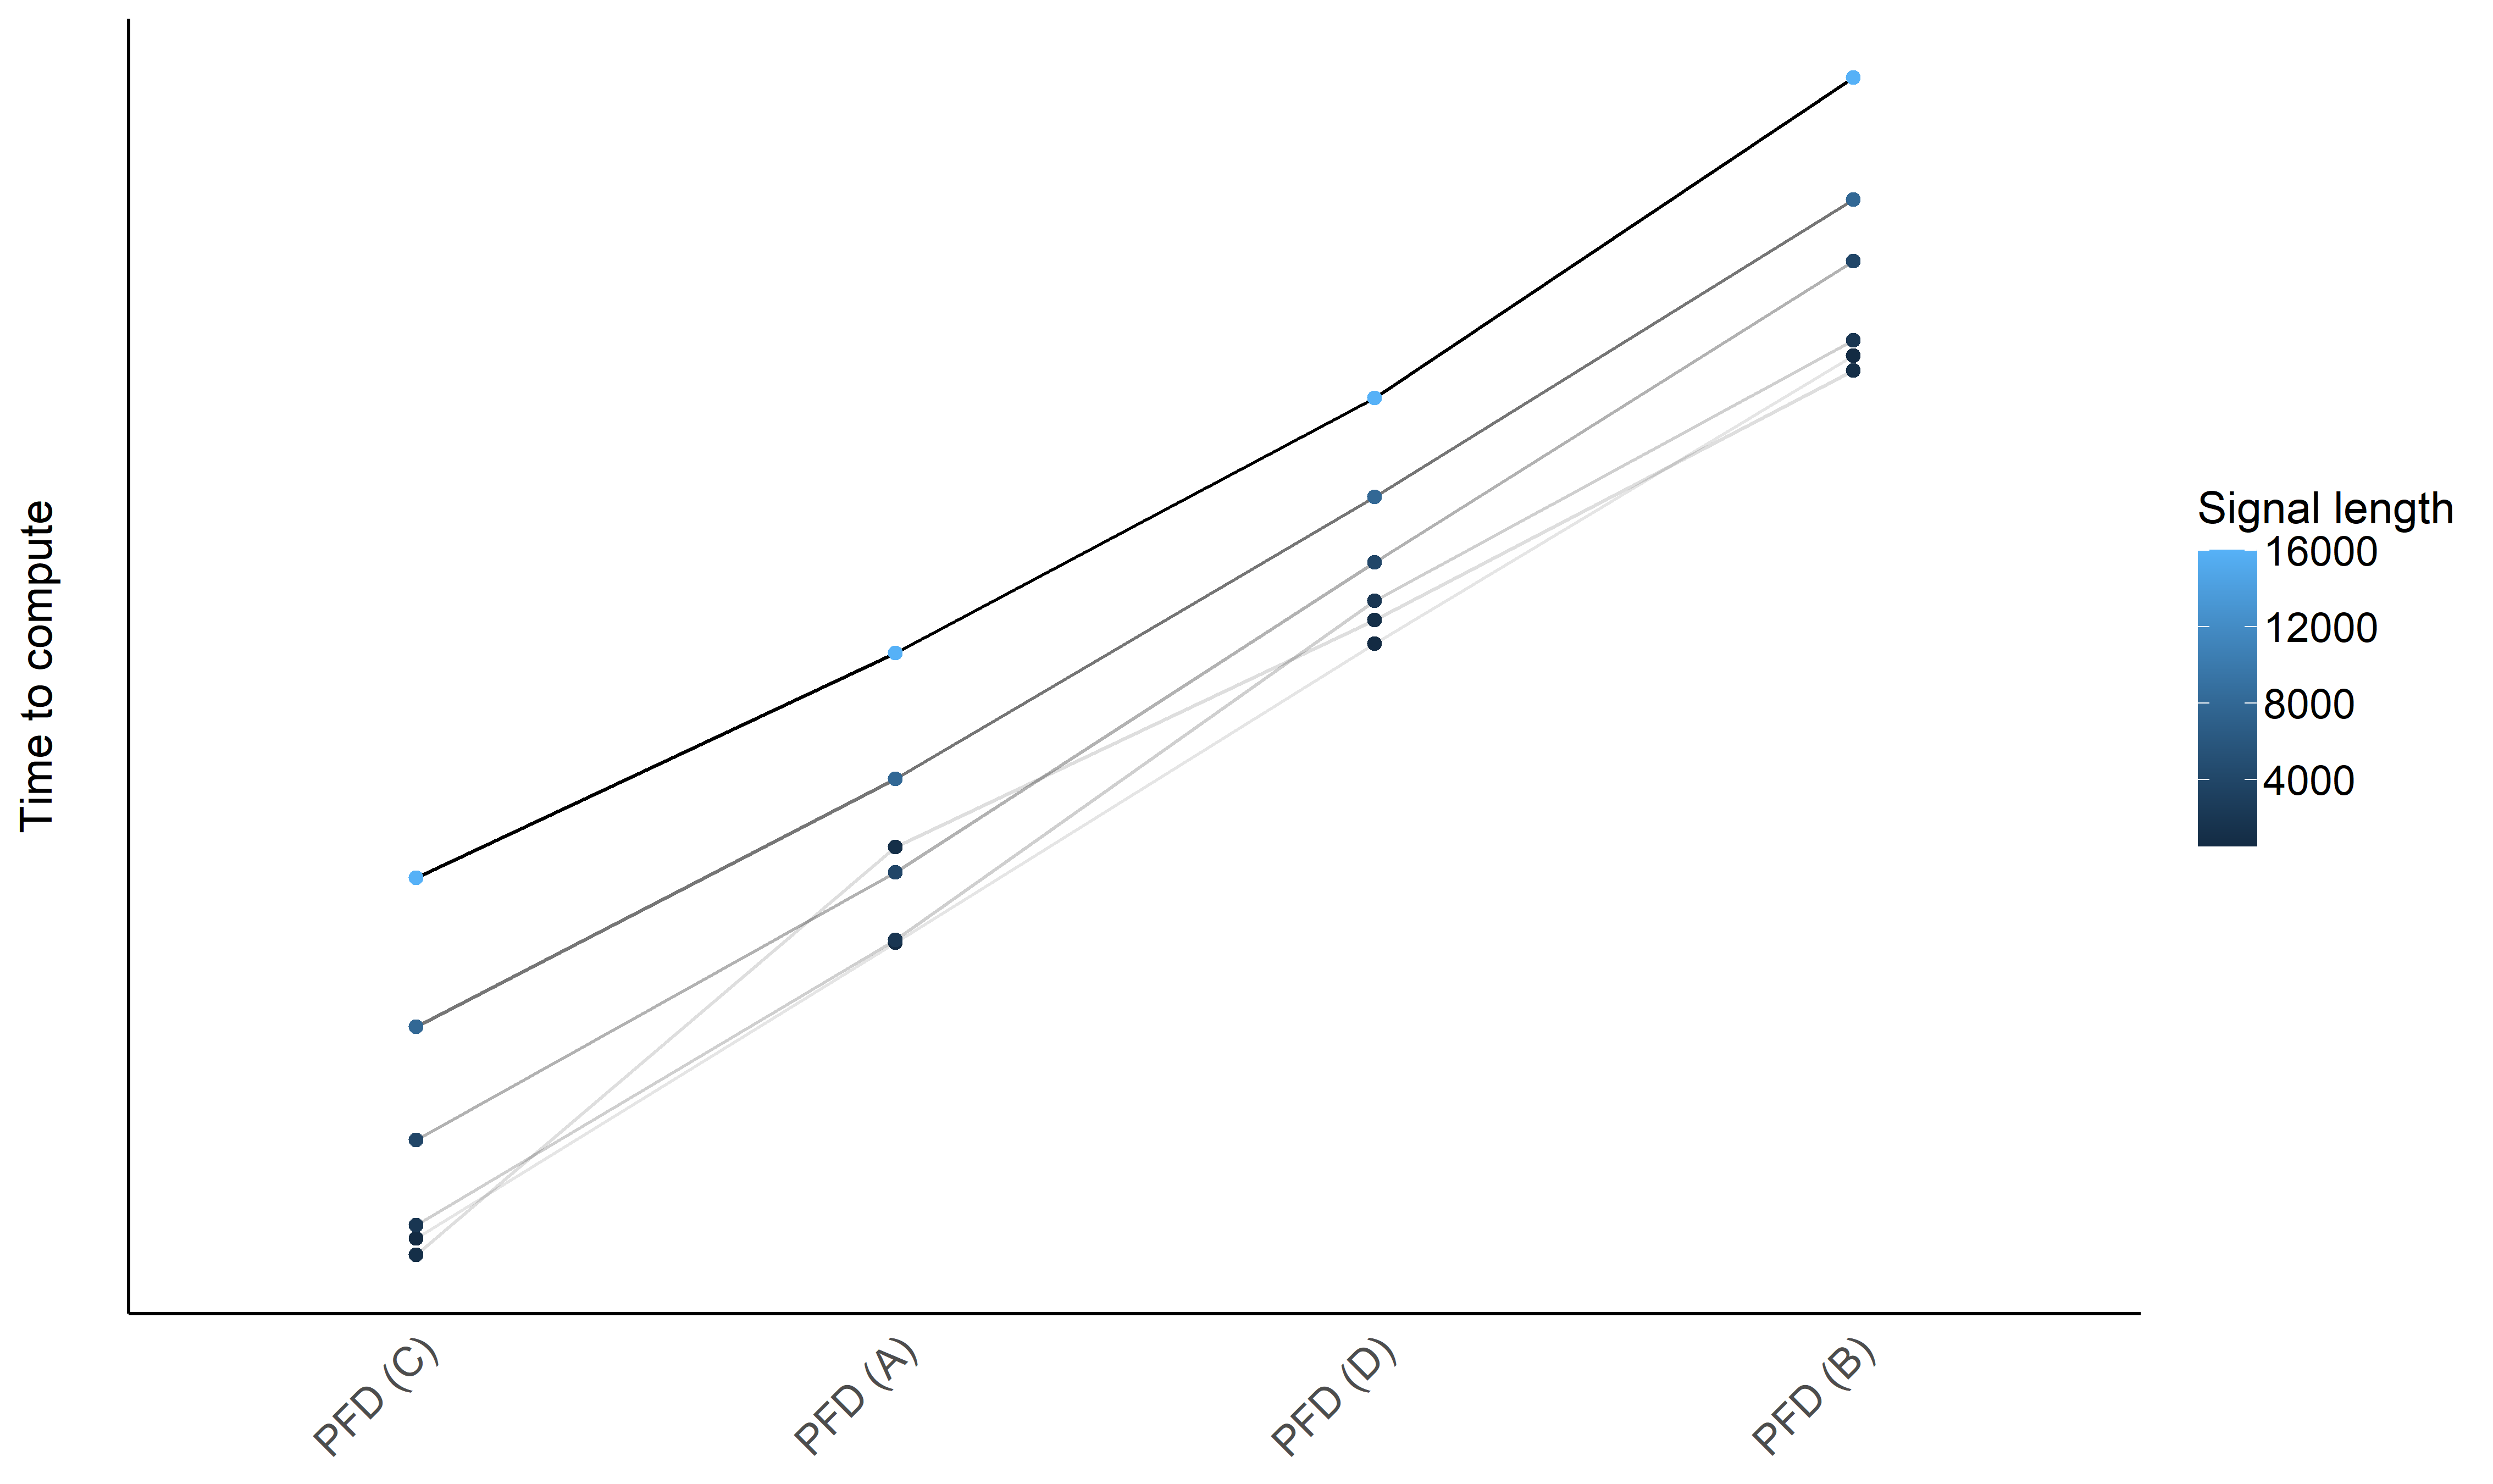 Time to compute
Signal length
16000
12000
8000
4000
PFD (C)
PFD (A)
PFD (D)
PFD (B)